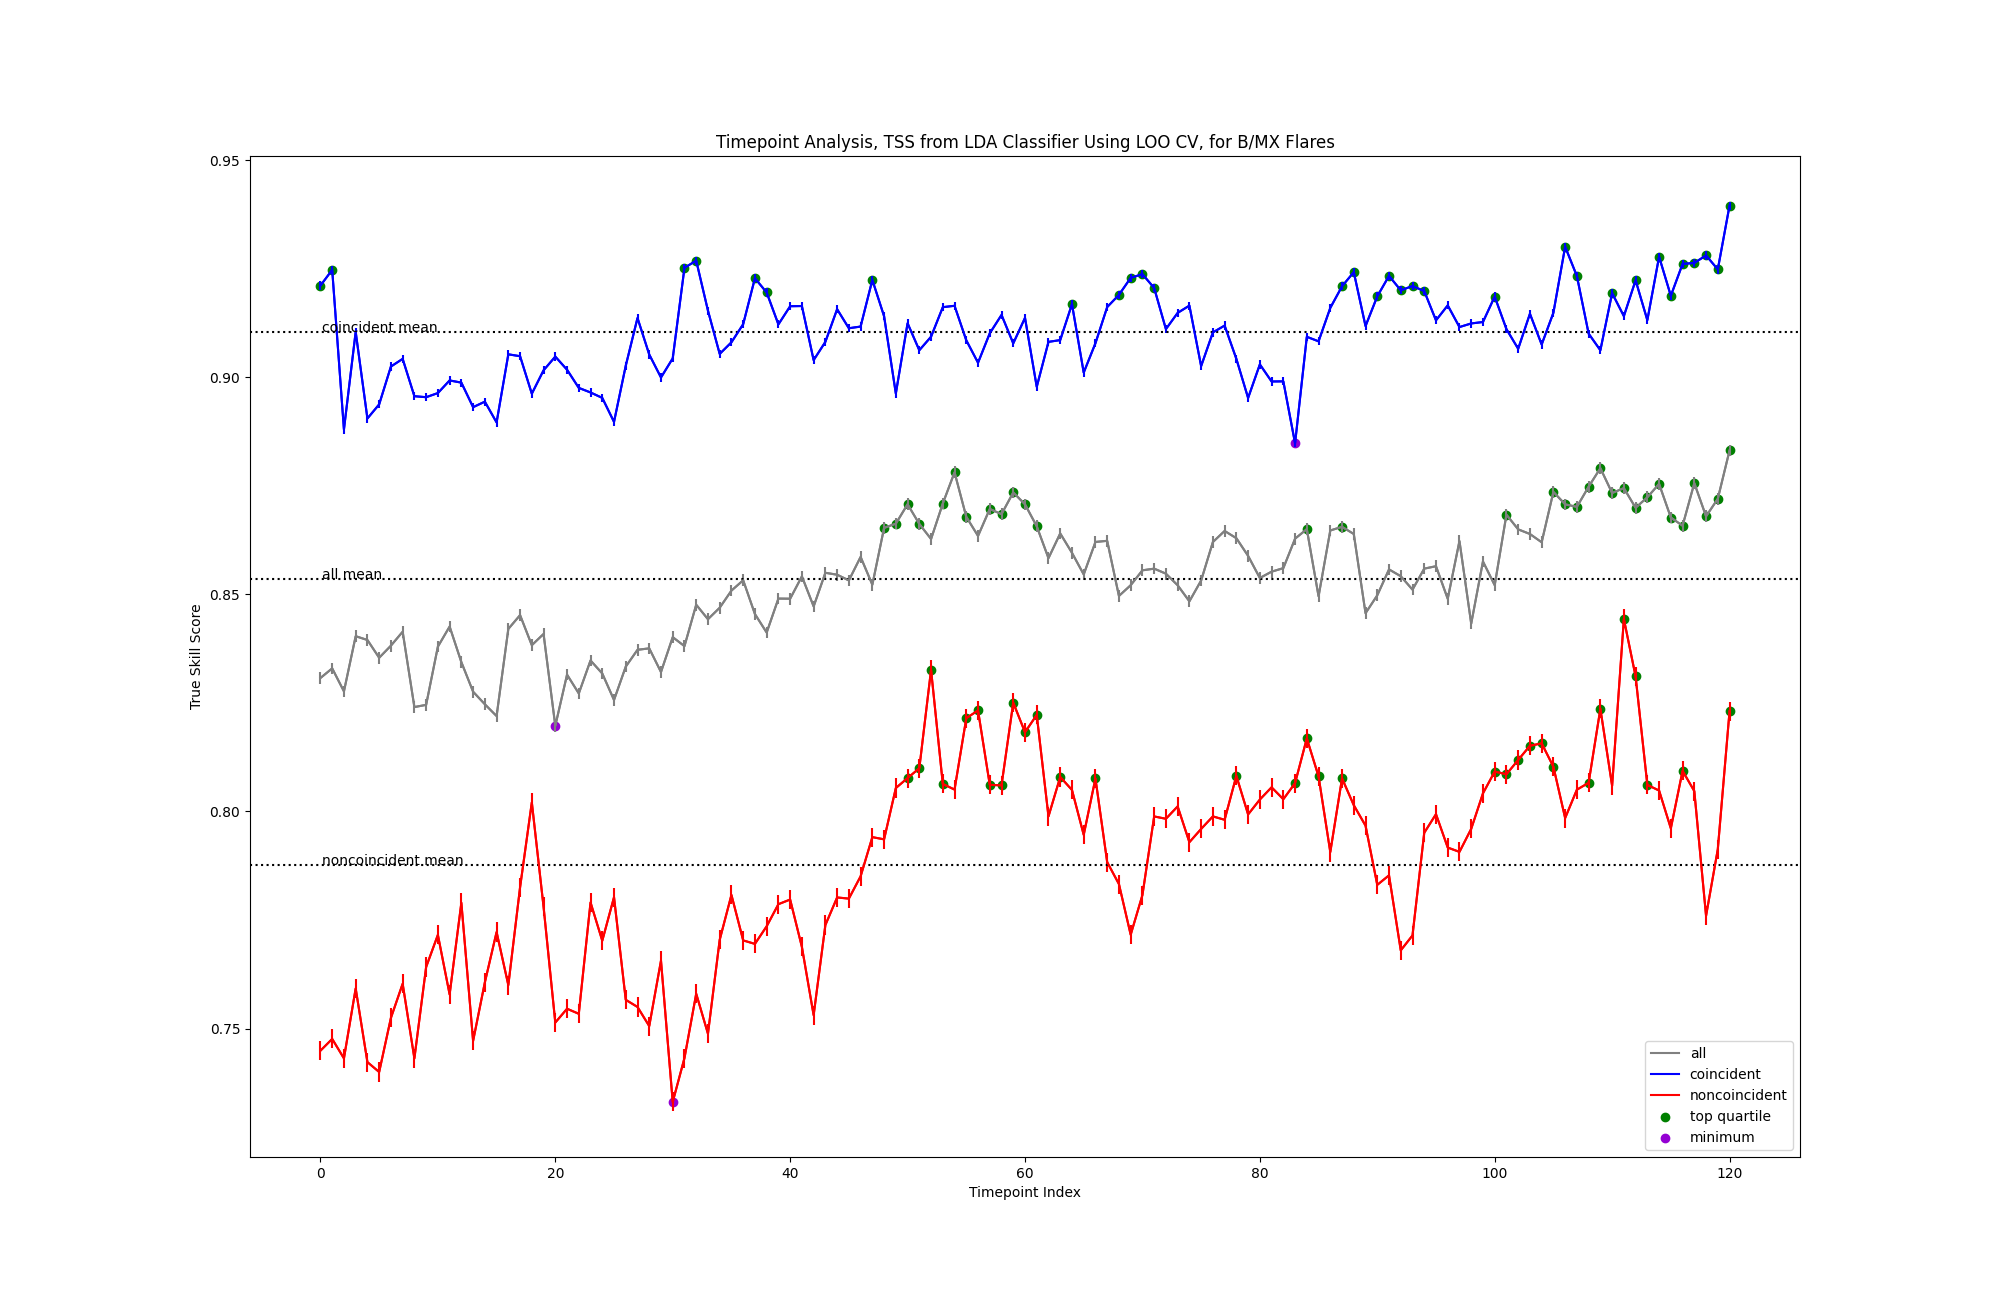 Timepoint Analysis, TSS from LDA Classifier Using LOO CV, for B/MX Flares
0.95
0.90
0.85
0.80
0.75
True Skill Score
coincident mean
all mean
noncoincident mean
all
coincident
noncoincident
top quartile
minimum
0 20 40 60 80 100 120
Timepoint Index